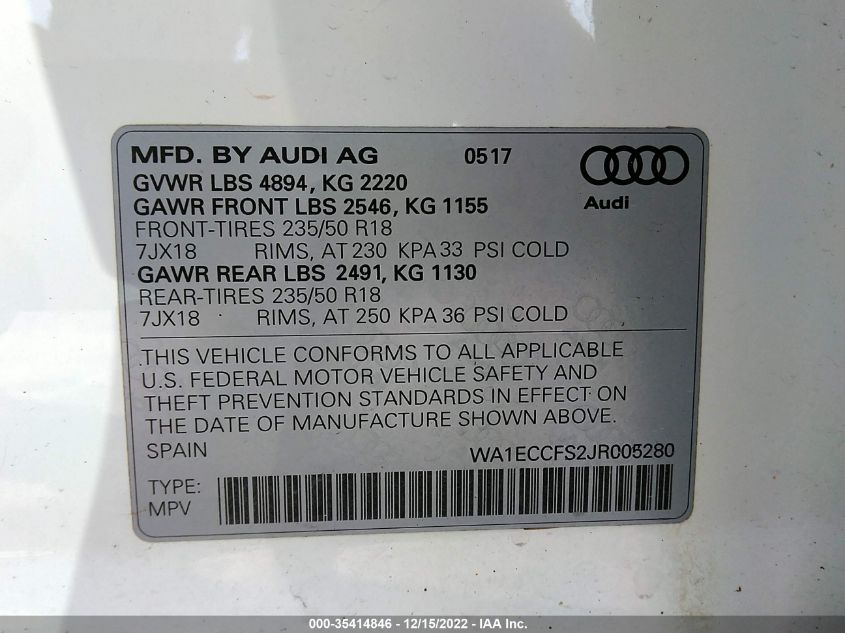 MFD. BY AUDI AG 0517
GVWR LBS 4894, KG 2220
GAWR FRONT LBS 2546, KG 1155
Audi
FRONT-TIRES 235/50 R18
7JX18 RIMS, AT 230 KPA 33 PSI COLD
GAWR REAR LBS 2491, KG 1130
REAR-TIRES 235/50 R18
7JX18 RIMS, AT 250 KPA 36 PSI COLD
THIS VEHICLE CONFORMS TO ALL APPLICABLE
U.S. FEDERAL MOTOR VEHICLE SAFETY AND
THEFT PREVENTION STANDARDS IN EFFECT ON
THE DATE OF MANUFACTURE SHOWN ABOVE.
SPAIN WA1ECCFS2JR005280
TYPE:
MPV
000-35414846 - 12/15/2022 - IAA Inc.